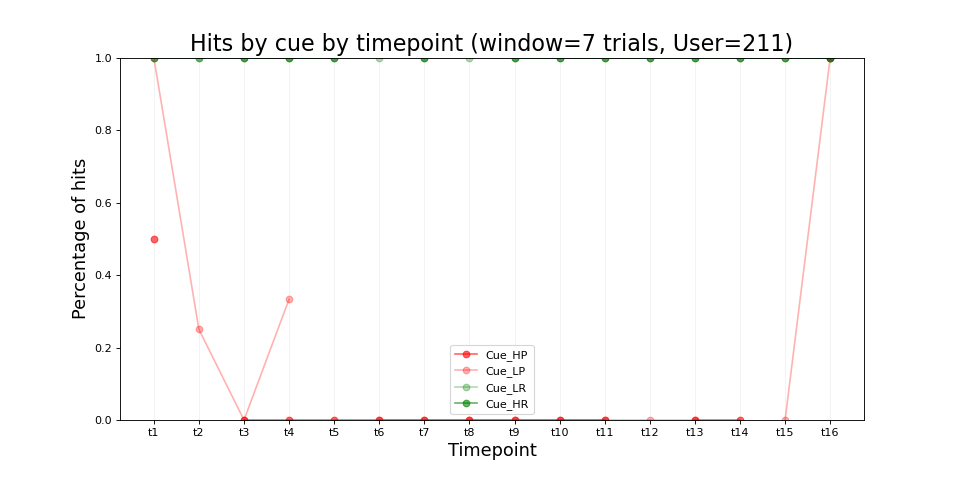 Hits by cue by timepoint (window=7 trials, User=211)
1.0
0.8
0.6
0.4
0.2
0.0
Percentage of hits
Cue_HP
Cue_LP
Cue_LR
Cue_HR
t1 t2 t3 t4 t5 t6 t7 t8 t9 t10 t11 t12 t13 t14 t15 t16
Timepoint